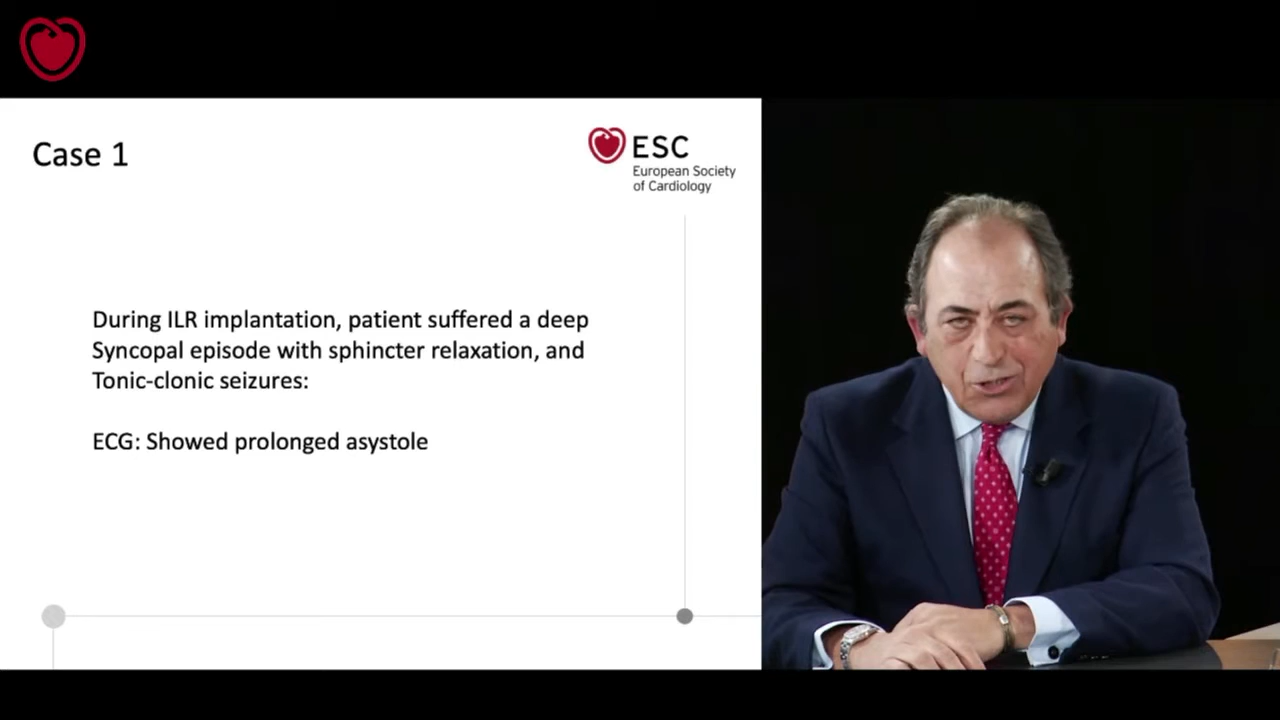 Case 1
ESC
European Society
of Cardiology
During ILR implantation, patient suffered a deep
Syncopal episode with sphincter relaxation, and
Tonic-clonic seizures:
ECG: Showed prolonged asystole